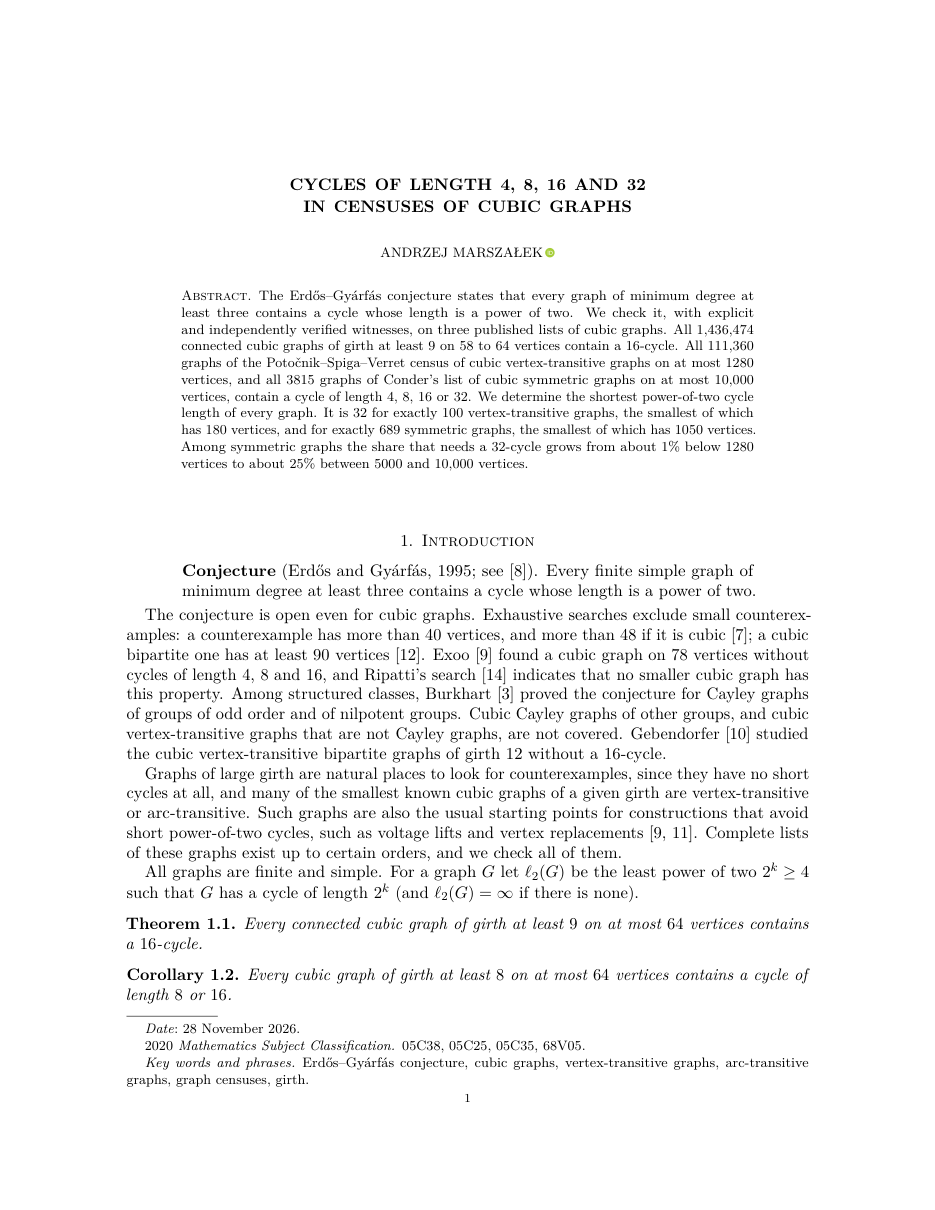 CYCLES OF LENGTH 4, 8, 16 AND 32
IN CENSUSES OF CUBIC GRAPHS
ANDRZEJ MARSZAŁEK
ABSTRACT. The Erdős–Gyárfás conjecture states that every graph of minimum degree at
least three contains a cycle whose length is a power of two. We check it, with explicit
and independently verified witnesses, on three published lists of cubic graphs. All 1,436,474
connected cubic graphs of girth at least 9 on 58 to 64 vertices contain a 16-cycle. All 111,360
graphs of the Potočnik–Spiga–Verret census of cubic vertex-transitive graphs on at most 1280
vertices, and all 3815 graphs of Conder's list of cubic symmetric graphs on at most 10,000
vertices, contain a cycle of length 4, 8, 16 or 32. We determine the shortest power-of-two cycle
length of every graph. It is 32 for exactly 100 vertex-transitive graphs, the smallest of which
has 180 vertices, and for exactly 689 symmetric graphs, the smallest of which has 1050 vertices.
Among symmetric graphs the share that needs a 32-cycle grows from about 1% below 1280
vertices to about 25% between 5000 and 10,000 vertices.
1. INTRODUCTION
Conjecture (Erdős and Gyárfás, 1995; see [8]). Every finite simple graph of
minimum degree at least three contains a cycle whose length is a power of two.
The conjecture is open even for cubic graphs. Exhaustive searches exclude small counterex-
amples: a counterexample has more than 40 vertices, and more than 48 if it is cubic [7]; a cubic
bipartite one has at least 90 vertices [12]. Exoo [9] found a cubic graph on 78 vertices without
cycles of length 4, 8 and 16, and Ripatti's search [14] indicates that no smaller cubic graph has
this property. Among structured classes, Burkhart [3] proved the conjecture for Cayley graphs
of groups of odd order and of nilpotent groups. Cubic Cayley graphs of other groups, and cubic
vertex-transitive graphs that are not Cayley graphs, are not covered. Gebendorfer [10] studied
the cubic vertex-transitive bipartite graphs of girth 12 without a 16-cycle.
Graphs of large girth are natural places to look for counterexamples, since they have no short
cycles at all, and many of the smallest known cubic graphs of a given girth are vertex-transitive
or arc-transitive. Such graphs are also the usual starting points for constructions that avoid
short power-of-two cycles, such as voltage lifts and vertex replacements [9, 11]. Complete lists
of these graphs exist up to certain orders, and we check all of them.
All graphs are finite and simple. For a graph G let ℓ₂(G) be the least power of two 2ᵏ ≥ 4
such that G has a cycle of length 2ᵏ (and ℓ₂(G) = ∞ if there is none).
Theorem 1.1. Every connected cubic graph of girth at least 9 on at most 64 vertices contains
a 16-cycle.
Corollary 1.2. Every cubic graph of girth at least 8 on at most 64 vertices contains a cycle of
length 8 or 16.
Date: 28 November 2026.
2020 Mathematics Subject Classification. 05C38, 05C25, 05C35, 68V05.
Key words and phrases. Erdős–Gyárfás conjecture, cubic graphs, vertex-transitive graphs, arc-transitive
graphs, graph censuses, girth.
1